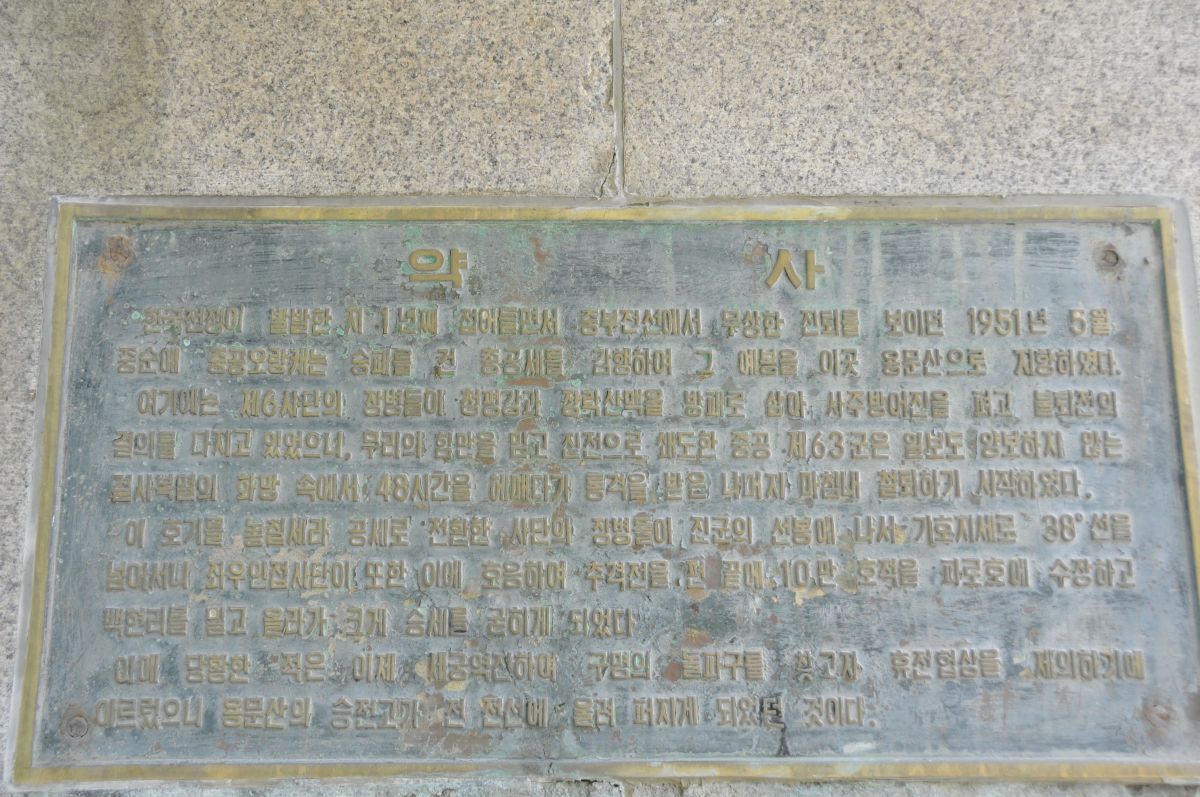 약 사
한국전쟁이 발발한 지 1년째 접어들면서 중부전선에서 무상한 진퇴를 보이면 1951년 5월
중순에 중공오랑캐는 승패를 건 총공세를 감행하여 그 예봉을 이곳 용문산으로 지향하였다.
여기에는 제6사단의 장병들이 청평강과 장락산맥을 방패로 삼아 사주방어진을 펴고 불퇴전의
결의를 다지고 있었으니, 무리의 힘만을 믿고 진전으로 쇄도한 중공 제63군은 일보도 양보하지 않는
결사벽멸의 화망 속에서 48시간을 헤매다가 통격을 받은 나머지 마침내 철퇴하기 시작하였다.
이 호기를 놓칠세라 공세로 전환한 사단의 장병들이 진군의 선봉에 나서 기호지세로 38°선을
넘어서니 좌우인접사단이 또한 이에 호응하여 추격전을 편 끝에 10만 호적을 파로호에 수장하고
백현리를 밀고 올라가 크게 승세를 굳히게 되었다
이에 당황한 적은 이제 세궁역진하여 구명의 돌파구를 찾고자 휴전협상을 제의하기에
이르렀으니 용문산의 승전고가 전 전선에 울려 퍼지게 되었던 것이다.